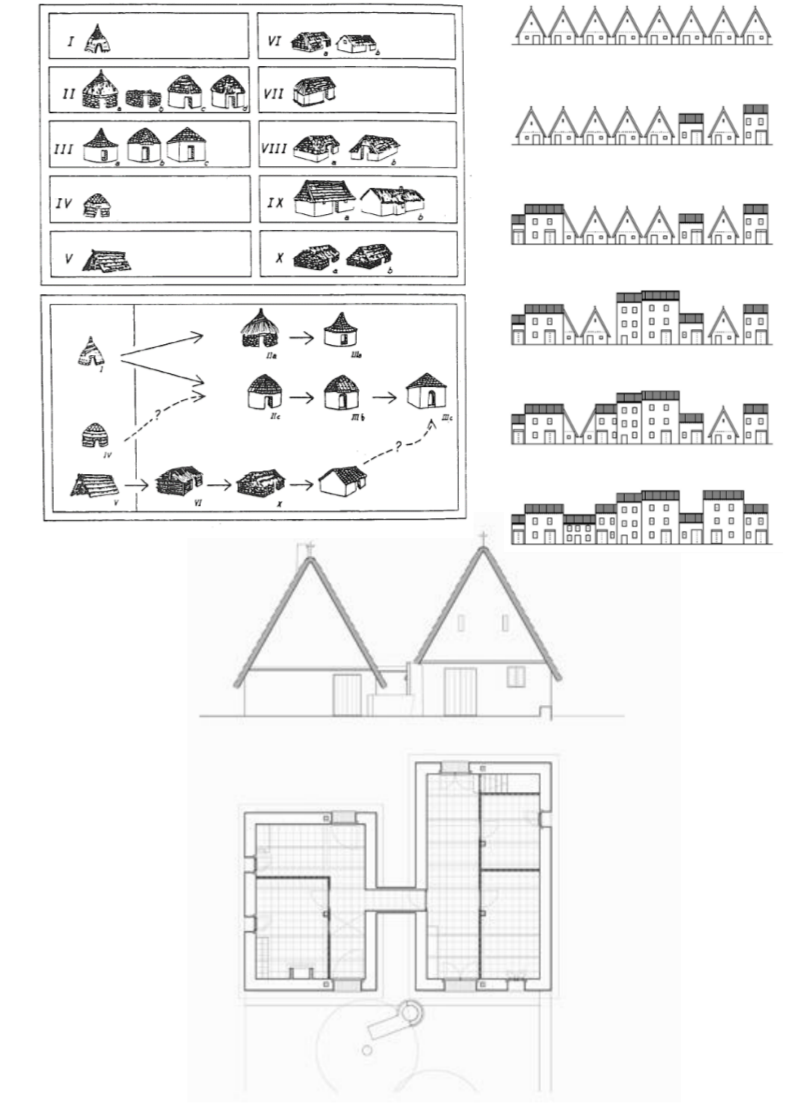 I
II a b c d
III a b c
IV
V
VI a b
VII
VIII a b
IX a b
X a b
I
IIa
IIIa
IIc
IIIb
IIIc
?
IV
?
V
VI
X